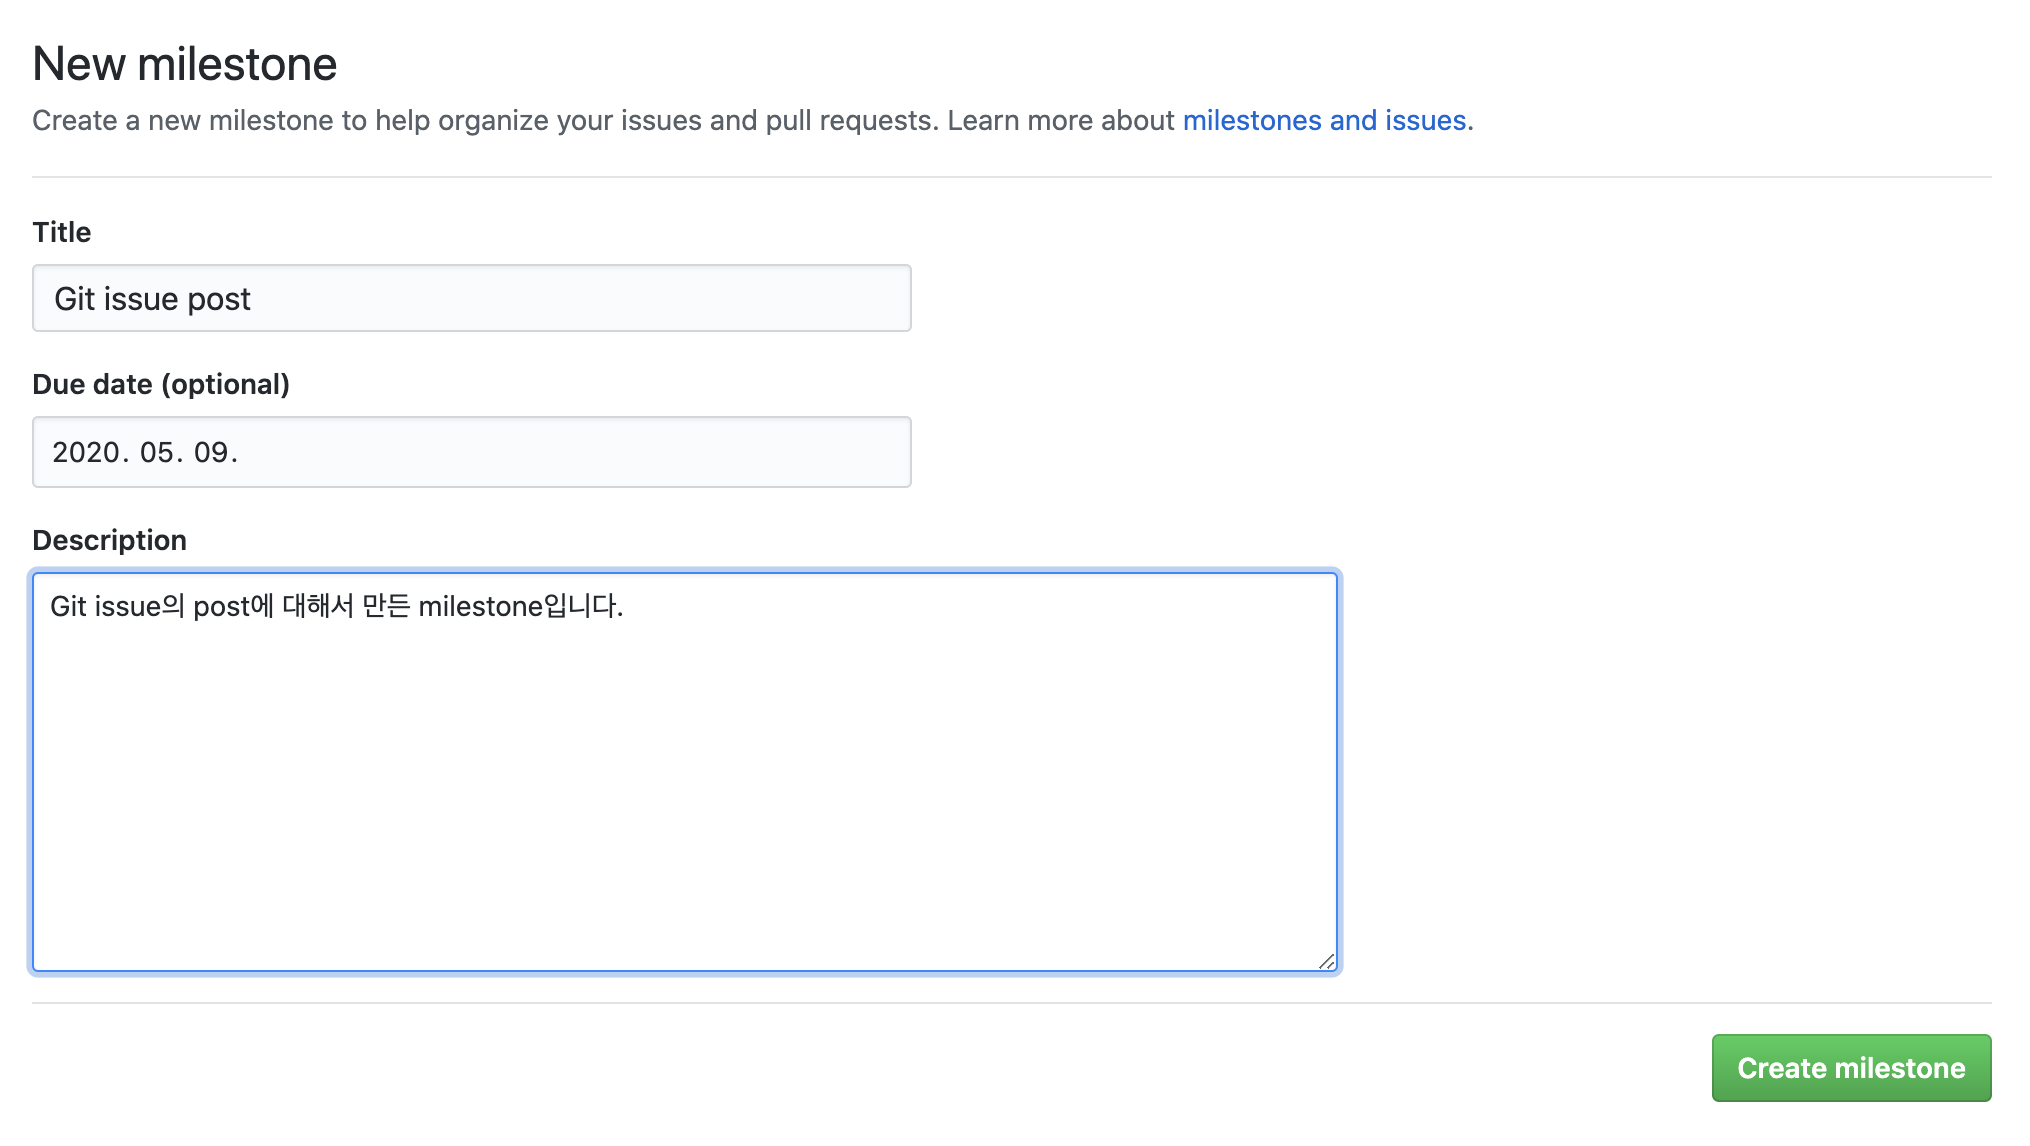 New milestone
Create a new milestone to help organize your issues and pull requests. Learn more about milestones and issues.
Title
Git issue post
Due date (optional)
2020. 05. 09.
Description
Git issue의 post에 대해서 만든 milestone입니다.
Create milestone